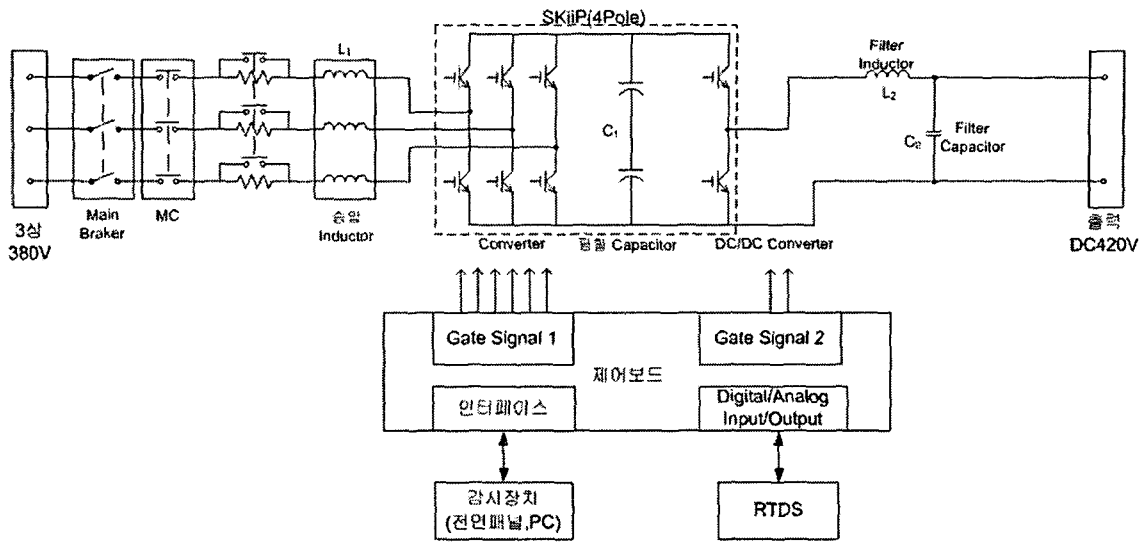 SKiiP(4Pole)
L₁
C₁
Filter
Inductor
L₂
C₂
Filter
Capacitor
3상
380V
Main
Braker
MC
승압
Inductor
Converter
평활 Capacitor
DC/DC Converter
출력
DC420V
Gate Signal 1
Gate Signal 2
제어보드
인터페이스
Digital/Analog
Input/Output
감시장치
(전면패널,PC)
RTDS